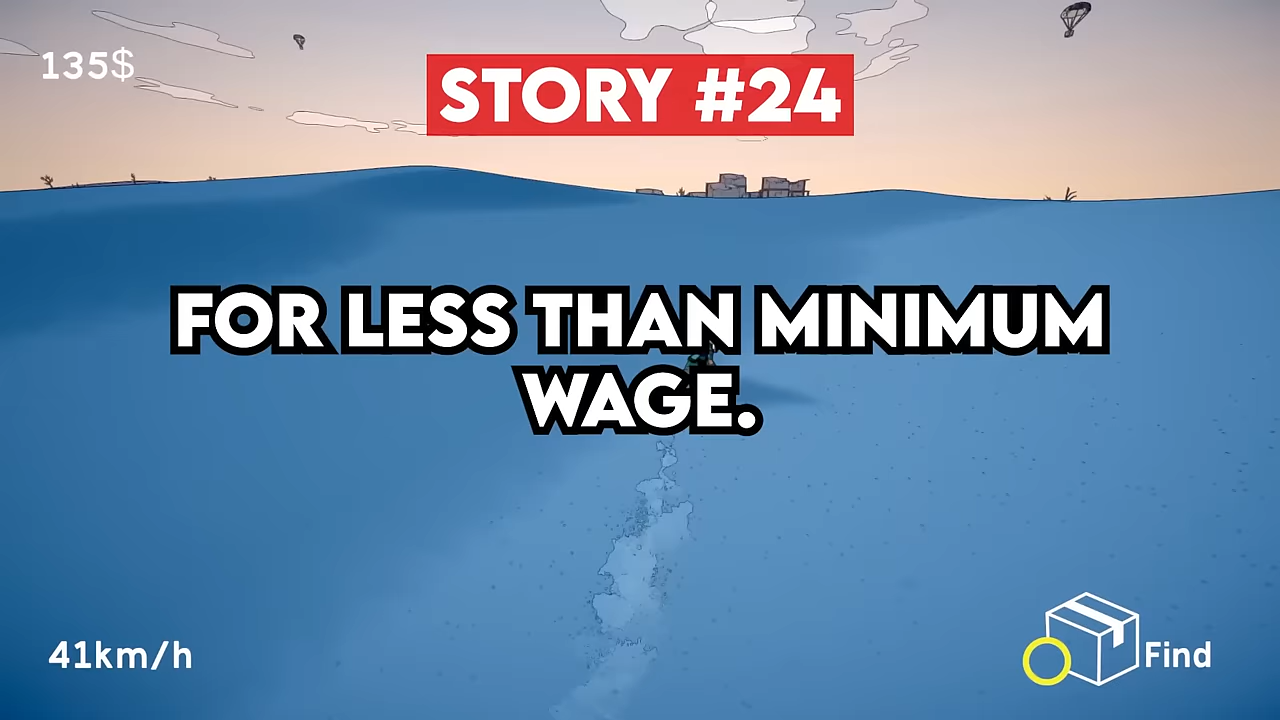 135$
STORY #24
FOR LESS THAN MINIMUM
WAGE.
41km/h
Find